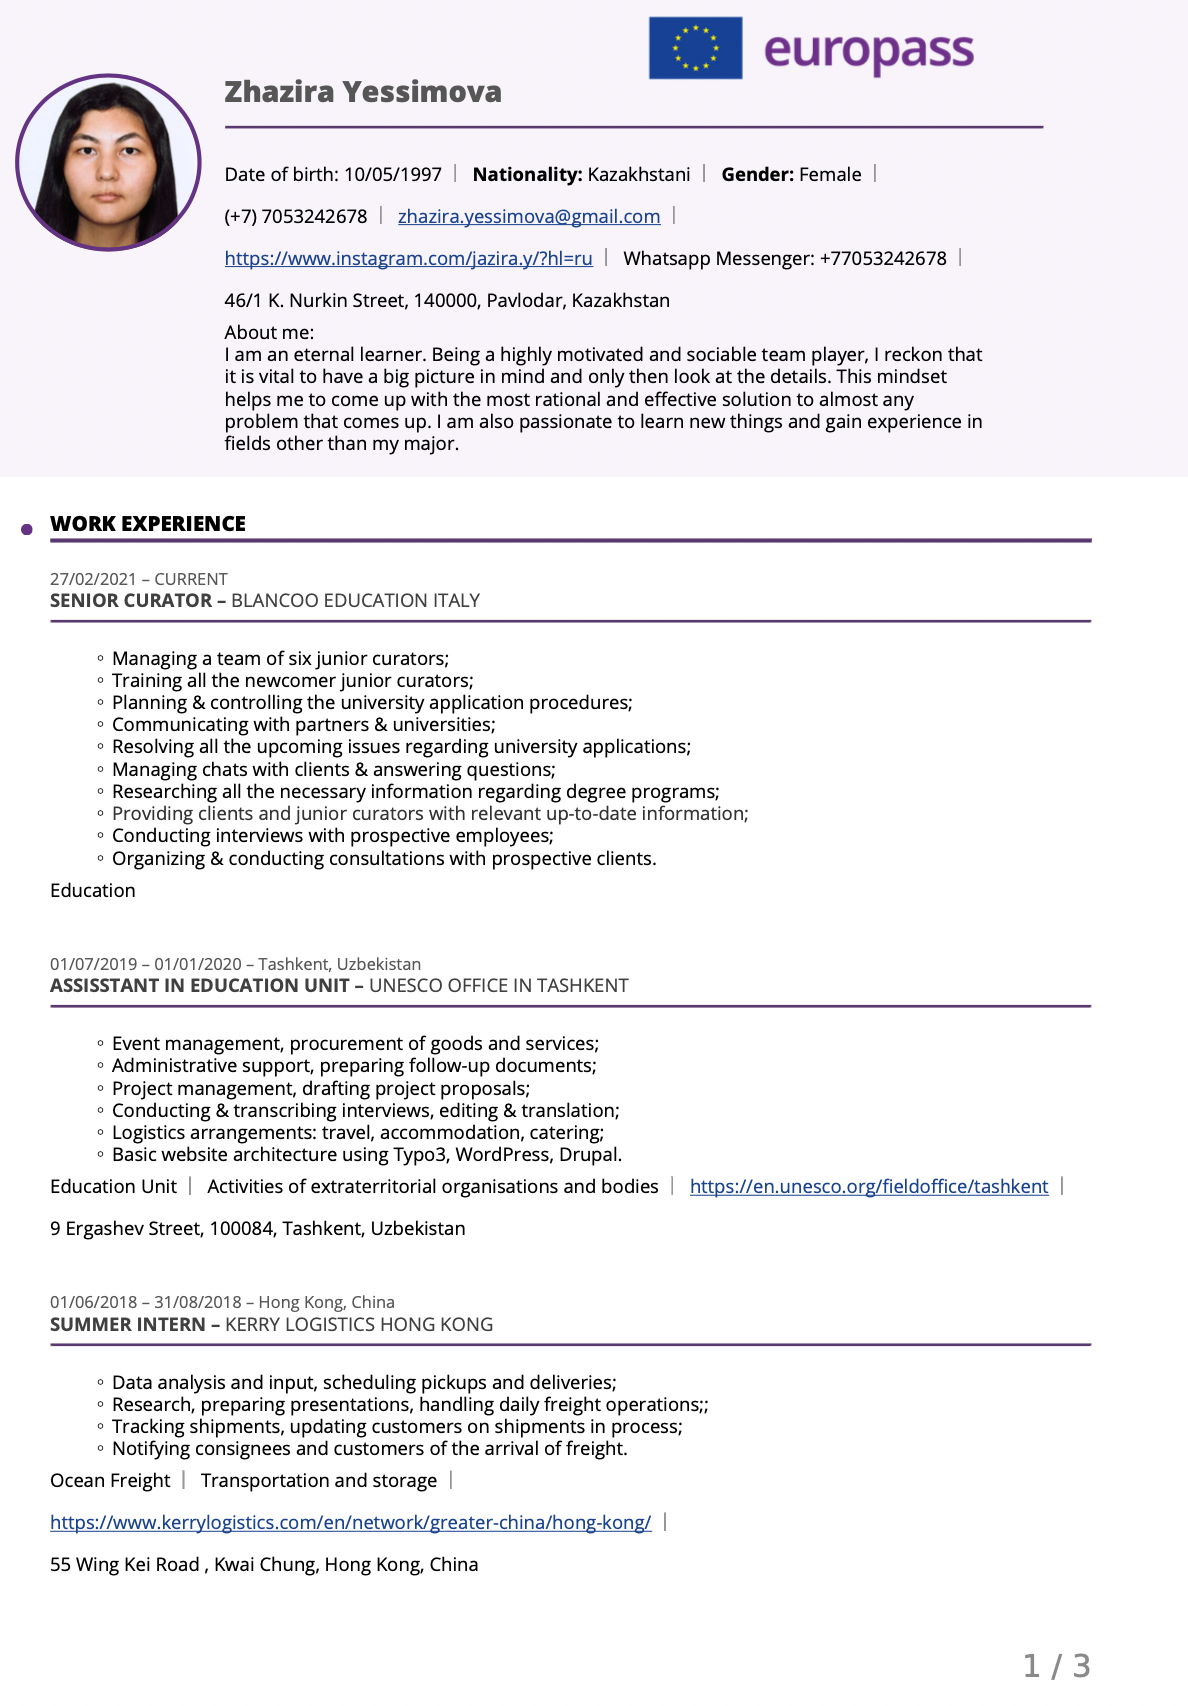 europass
Zhazira Yessimova
Date of birth: 10/05/1997 | Nationality: Kazakhstani | Gender: Female |
(+7) 7053242678 | zhazira.yessimova@gmail.com |
https://www.instagram.com/jazira.y/?hl=ru | Whatsapp Messenger: +77053242678 |
46/1 K. Nurkin Street, 140000, Pavlodar, Kazakhstan
About me:
I am an eternal learner. Being a highly motivated and sociable team player, I reckon that
it is vital to have a big picture in mind and only then look at the details. This mindset
helps me to come up with the most rational and effective solution to almost any
problem that comes up. I am also passionate to learn new things and gain experience in
fields other than my major.
WORK EXPERIENCE
27/02/2021 – CURRENT
SENIOR CURATOR – BLANCOO EDUCATION ITALY
◦ Managing a team of six junior curators;
◦ Training all the newcomer junior curators;
◦ Planning & controlling the university application procedures;
◦ Communicating with partners & universities;
◦ Resolving all the upcoming issues regarding university applications;
◦ Managing chats with clients & answering questions;
◦ Researching all the necessary information regarding degree programs;
◦ Providing clients and junior curators with relevant up-to-date information;
◦ Conducting interviews with prospective employees;
◦ Organizing & conducting consultations with prospective clients.
Education
01/07/2019 – 01/01/2020 – Tashkent, Uzbekistan
ASSISSTANT IN EDUCATION UNIT – UNESCO OFFICE IN TASHKENT
◦ Event management, procurement of goods and services;
◦ Administrative support, preparing follow-up documents;
◦ Project management, drafting project proposals;
◦ Conducting & transcribing interviews, editing & translation;
◦ Logistics arrangements: travel, accommodation, catering;
◦ Basic website architecture using Typo3, WordPress, Drupal.
Education Unit | Activities of extraterritorial organisations and bodies | https://en.unesco.org/fieldoffice/tashkent |
9 Ergashev Street, 100084, Tashkent, Uzbekistan
01/06/2018 – 31/08/2018 – Hong Kong, China
SUMMER INTERN – KERRY LOGISTICS HONG KONG
◦ Data analysis and input, scheduling pickups and deliveries;
◦ Research, preparing presentations, handling daily freight operations;;
◦ Tracking shipments, updating customers on shipments in process;
◦ Notifying consignees and customers of the arrival of freight.
Ocean Freight | Transportation and storage |
https://www.kerrylogistics.com/en/network/greater-china/hong-kong/ |
55 Wing Kei Road , Kwai Chung, Hong Kong, China
1 / 3